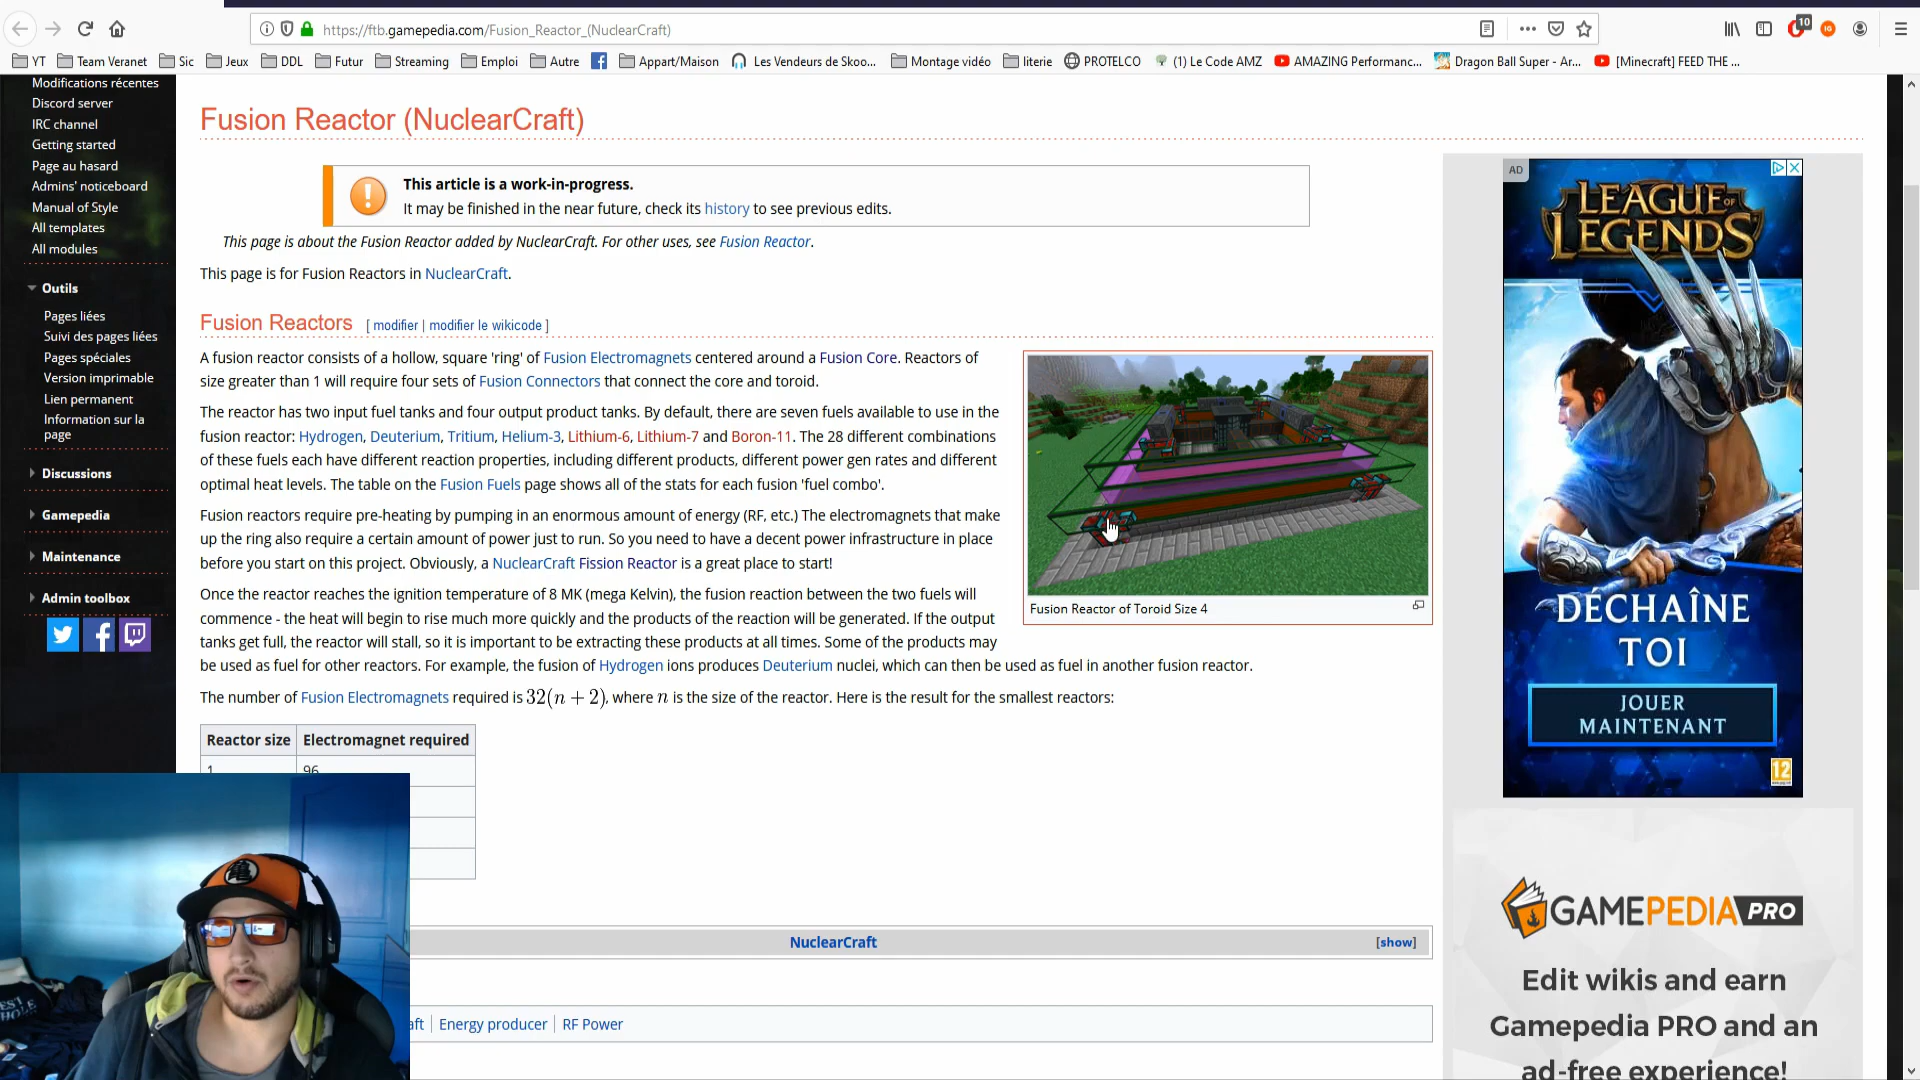 https://ftb.gamepedia.com/Fusion_Reactor_(NuclearCraft)
10
YT
Team Veranet
Sic
Jeux
DDL
Futur
Streaming
Emploi
Autre
Appart/Maison
Les Vendeurs de Skoo...
Montage vidéo
literie
PROTELCO
(1) Le Code AMZ
AMAZING Performanc...
Dragon Ball Super - Ar...
[Minecraft] FEED THE ...
Modifications récentes
Discord server
IRC channel
Getting started
Page au hasard
Admins' noticeboard
Manual of Style
All templates
All modules
Outils
Pages liées
Suivi des pages liées
Pages spéciales
Version imprimable
Lien permanent
Information sur la
page
Discussions
Gamepedia
Maintenance
Admin toolbox
Fusion Reactor (NuclearCraft)
This article is a work-in-progress.
It may be finished in the near future, check its history to see previous edits.
This page is about the Fusion Reactor added by NuclearCraft. For other uses, see Fusion Reactor.
This page is for Fusion Reactors in NuclearCraft.
Fusion Reactors [ modifier | modifier le wikicode ]
A fusion reactor consists of a hollow, square 'ring' of Fusion Electromagnets centered around a Fusion Core. Reactors of
size greater than 1 will require four sets of Fusion Connectors that connect the core and toroid.
The reactor has two input fuel tanks and four output product tanks. By default, there are seven fuels available to use in the
fusion reactor: Hydrogen, Deuterium, Tritium, Helium-3, Lithium-6, Lithium-7 and Boron-11. The 28 different combinations
of these fuels each have different reaction properties, including different products, different power gen rates and different
optimal heat levels. The table on the Fusion Fuels page shows all of the stats for each fusion 'fuel combo'.
Fusion reactors require pre-heating by pumping in an enormous amount of energy (RF, etc.) The electromagnets that make
up the ring also require a certain amount of power just to run. So you need to have a decent power infrastructure in place
before you start on this project. Obviously, a NuclearCraft Fission Reactor is a great place to start!
Once the reactor reaches the ignition temperature of 8 MK (mega Kelvin), the fusion reaction between the two fuels will
commence - the heat will begin to rise much more quickly and the products of the reaction will be generated. If the output
tanks get full, the reactor will stall, so it is important to be extracting these products at all times. Some of the products may
be used as fuel for other reactors. For example, the fusion of Hydrogen ions produces Deuterium nuclei, which can then be used as fuel in another fusion reactor.
The number of Fusion Electromagnets required is 32(n + 2), where n is the size of the reactor. Here is the result for the smallest reactors:
Fusion Reactor of Toroid Size 4
Reactor size
Electromagnet required
1
96
NuclearCraft
[show]
aft
Energy producer
RF Power
AD
LEAGUE OF
LEGENDS
DÉCHAÎNE
TOI
JOUER
MAINTENANT
12
GAMEPEDIA PRO
Edit wikis and earn
Gamepedia PRO and an
ad-free experience!